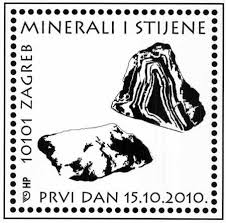 MINERALI I STIJENE
© HP 10101 ZAGREB
PRVI DAN 15.10.2010.